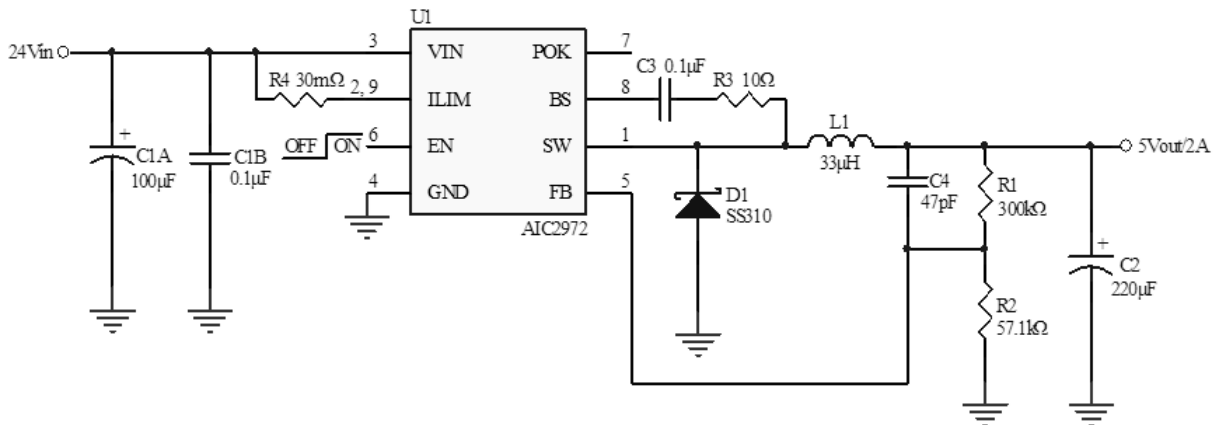 U1
24Vin
3
VIN
POK
7
R4 30mΩ
2, 9
ILIM
BS
8
C3 0.1μF
R3 10Ω
OFF
ON
6
EN
SW
1
L1
33μH
5Vout/2A
C1A
100μF
+
C1B
0.1μF
4
GND
FB
5
AIC2972
D1
SS310
C4
47pF
R1
300kΩ
+
C2
220μF
R2
57.1kΩ